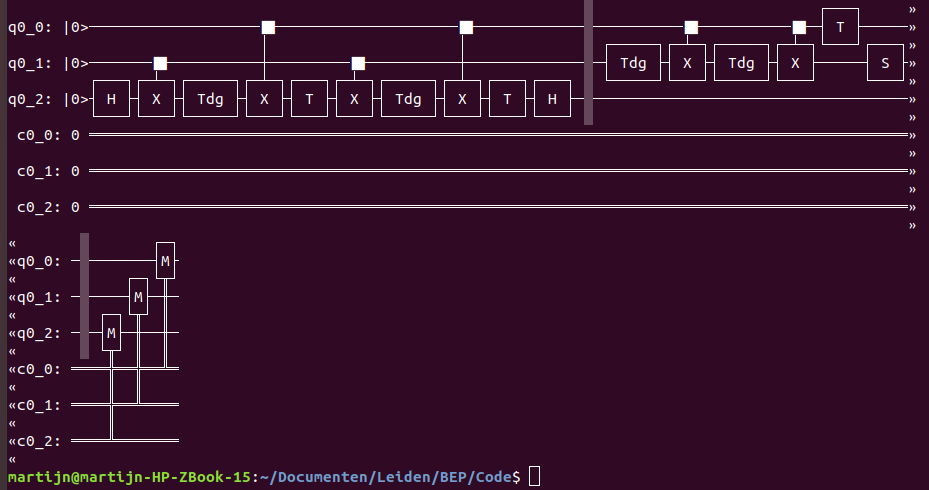 »
q0_0: |0> T
»
q0_1: |0> Tdg X Tdg X S
»
q0_2: |0> H X Tdg X T X Tdg X T H
»
c0_0: 0
»
c0_1: 0
»
c0_2: 0
»
«
«q0_0: M
«
«q0_1: M
«
«q0_2: M
«
«c0_0:
«
«c0_1:
«
«c0_2:
«
martijn@martijn-HP-ZBook-15:~/Documenten/Leiden/BEP/Code$